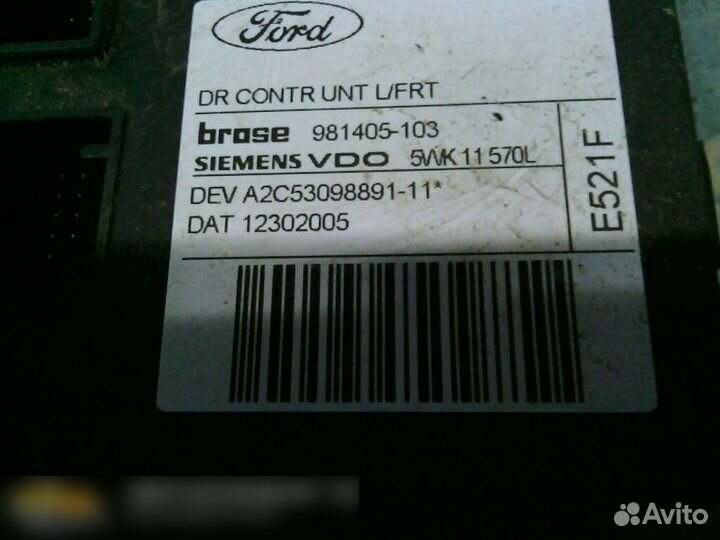 Ford
DR CONTR UNT L/FRT
brose 981405-103
SIEMENS VDO 5WK11570L
DEV A2C53098891-11*
DAT 12302005
E521F
Avito